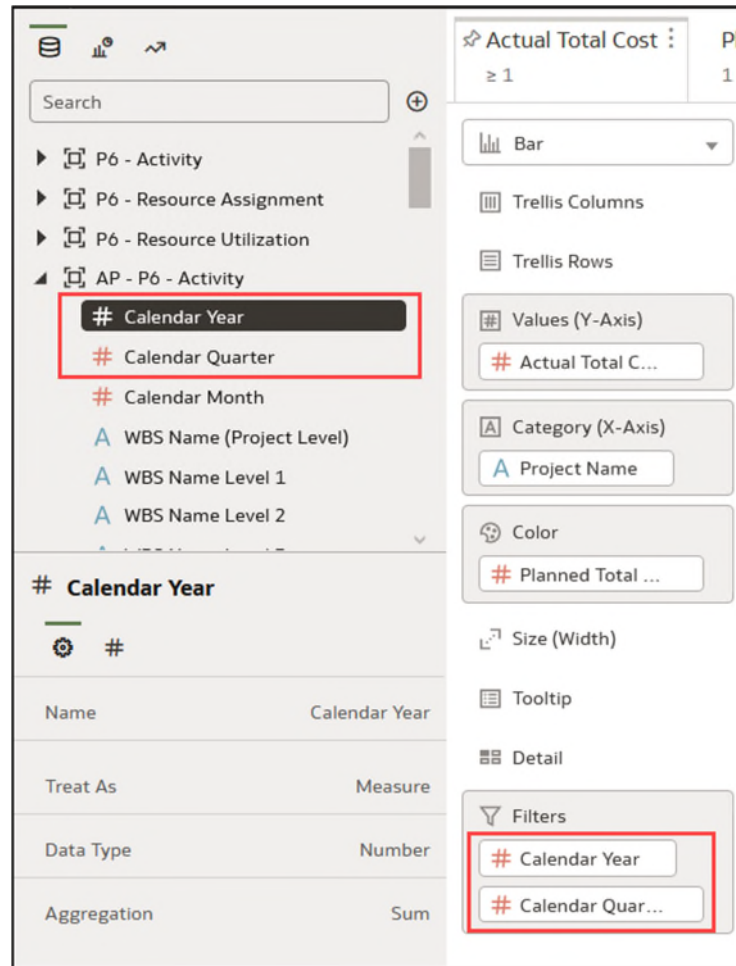 Search
P6 - Activity
P6 - Resource Assignment
P6 - Resource Utilization
AP - P6 - Activity
# Calendar Year
# Calendar Quarter
# Calendar Month
A WBS Name (Project Level)
A WBS Name Level 1
A WBS Name Level 2
# Calendar Year
#
Name Calendar Year
Treat As Measure
Data Type Number
Aggregation Sum
Actual Total Cost
≥ 1
1
Bar
Trellis Columns
Trellis Rows
# Values (Y-Axis)
# Actual Total C...
A Category (X-Axis)
A Project Name
Color
# Planned Total ...
Size (Width)
Tooltip
Detail
Filters
# Calendar Year
# Calendar Quar...